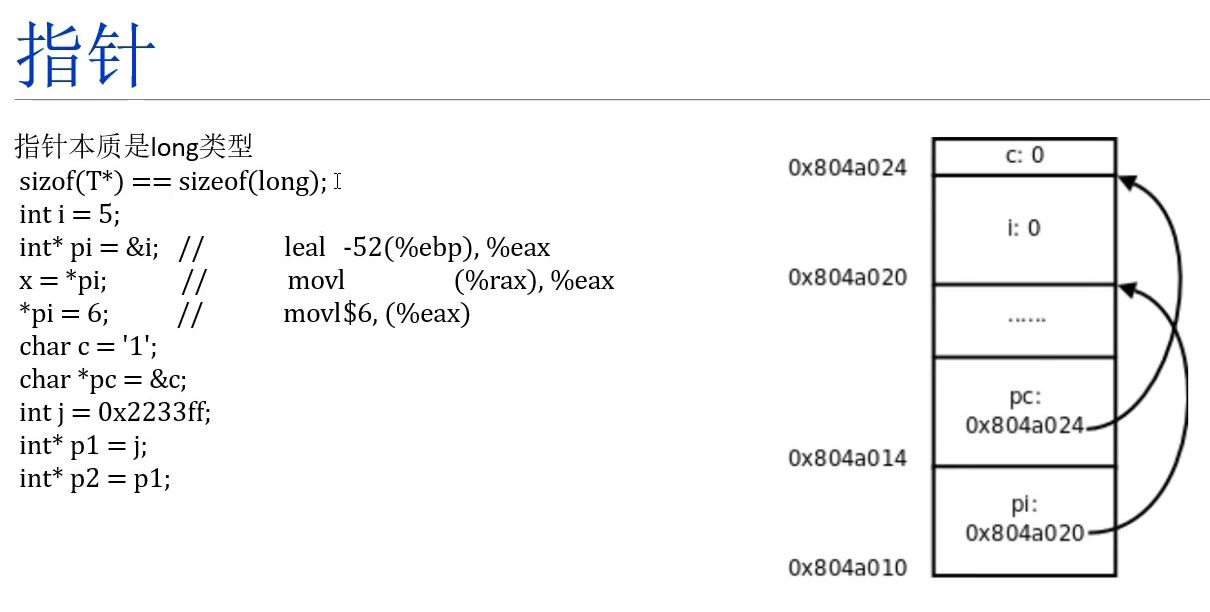 指针
指针本质是long类型
sizof(T*) == sizeof(long);
int i = 5;
int* pi = &i; // leal -52(%ebp), %eax
x = *pi; // movl (%rax), %eax
*pi = 6; // movl$6, (%eax)
char c = '1';
char *pc = &c;
int j = 0x2233ff;
int* p1 = j;
int* p2 = p1;
c: 0
0x804a024
i: 0
0x804a020
......
pc:
0x804a024
0x804a014
pi:
0x804a020
0x804a010